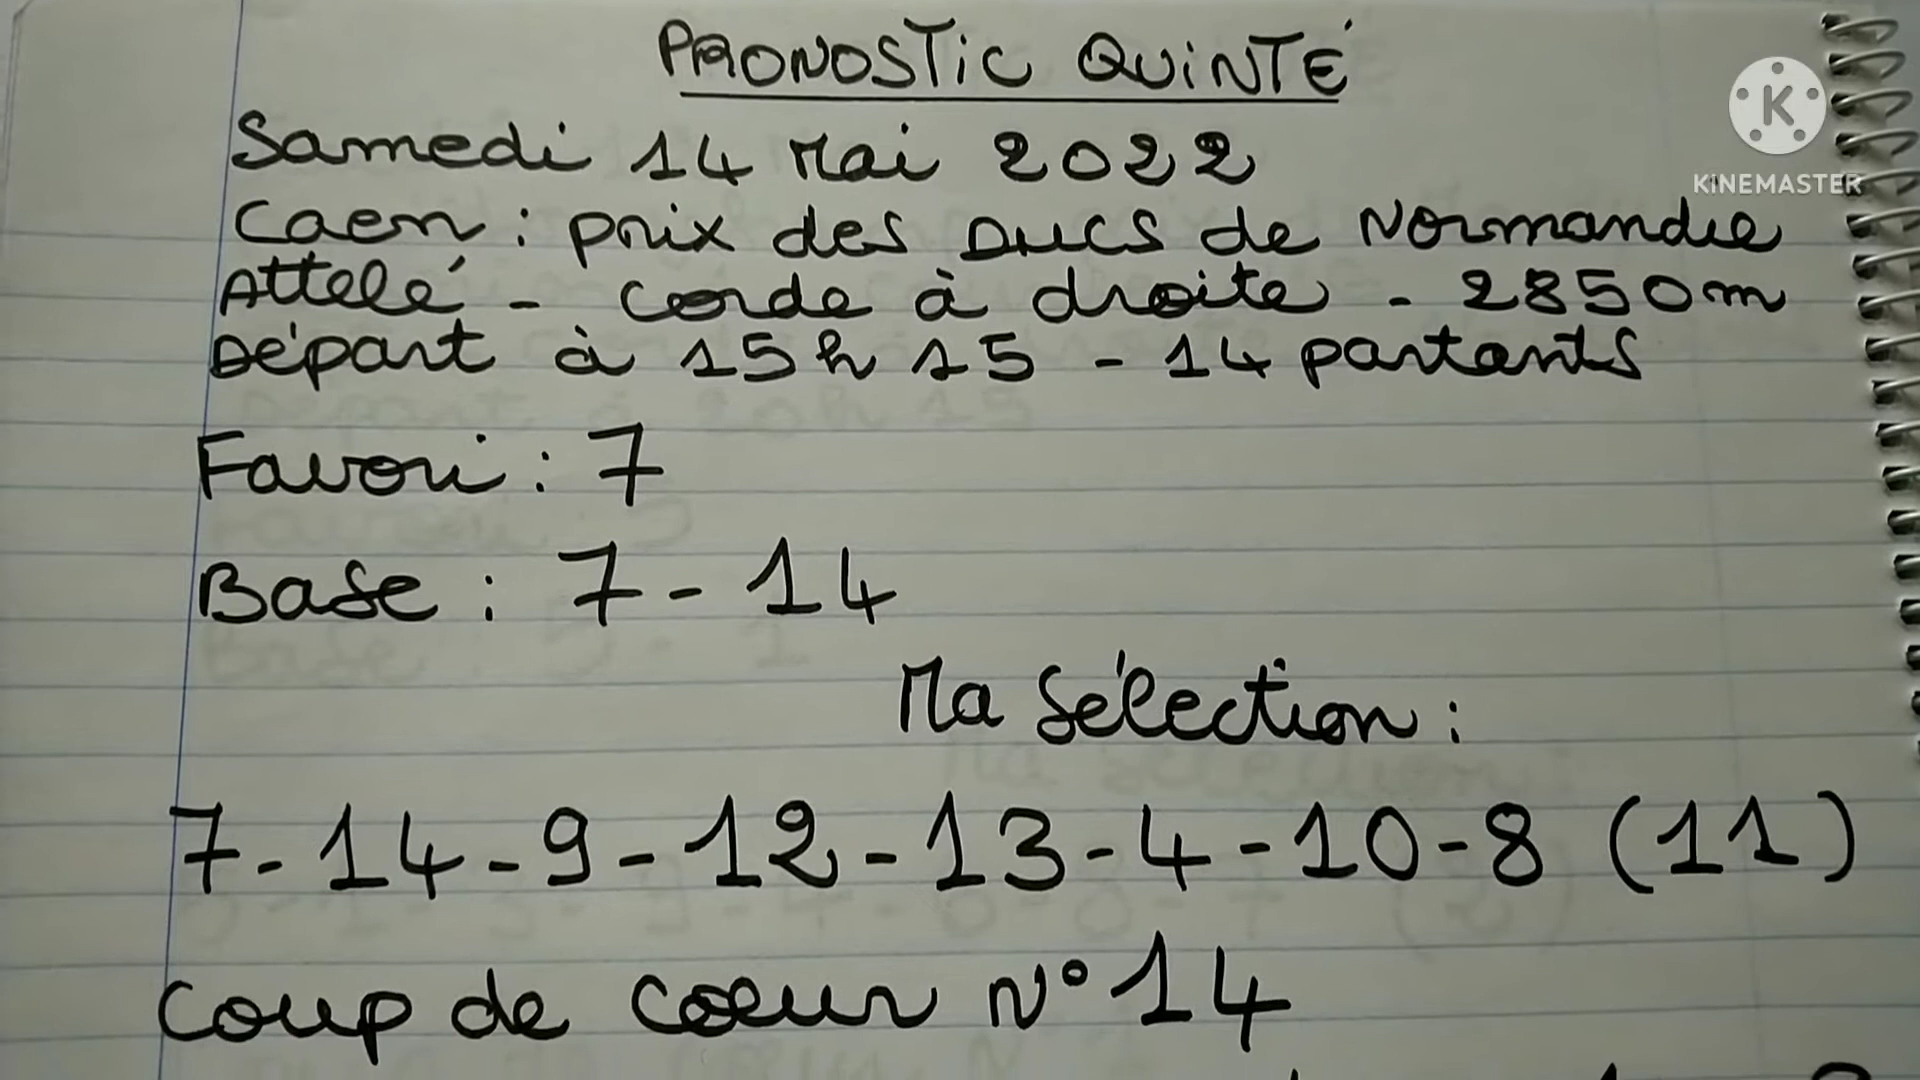 PRONOSTIC QUINTÉ
K
KINEMASTER
Samedi 14 Mai 2022
Caen : prix des Ducs de Normandie
Attelé - corde à droite - 2850m
Départ à 15h15 - 14 partants
Favori : 7
Base : 7 - 14
Ma sélection :
7 - 14 - 9 - 12 - 13 - 4 - 10 - 8 (11)
Coup de coeur N° 14